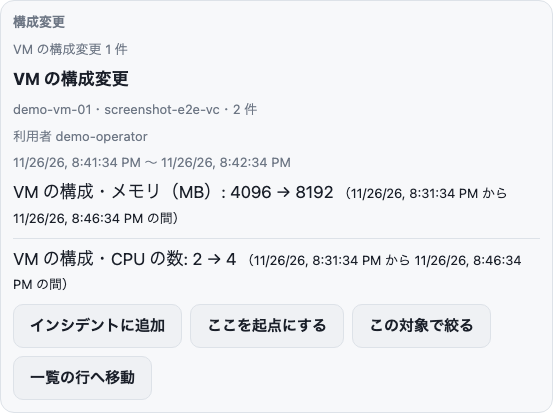 構成変更
VM の構成変更 1 件
VM の構成変更
demo-vm-01・screenshot-e2e-vc・2 件
利用者 demo-operator
11/26/26, 8:41:34 PM 〜 11/26/26, 8:42:34 PM
VM の構成・メモリ（MB）: 4096 → 8192 （11/26/26, 8:31:34 PM から
11/26/26, 8:46:34 PM の間）
VM の構成・CPU の数: 2 → 4 （11/26/26, 8:31:34 PM から 11/26/26, 8:46:34
PM の間）
インシデントに追加 ここを起点にする この対象で絞る
一覧の行へ移動